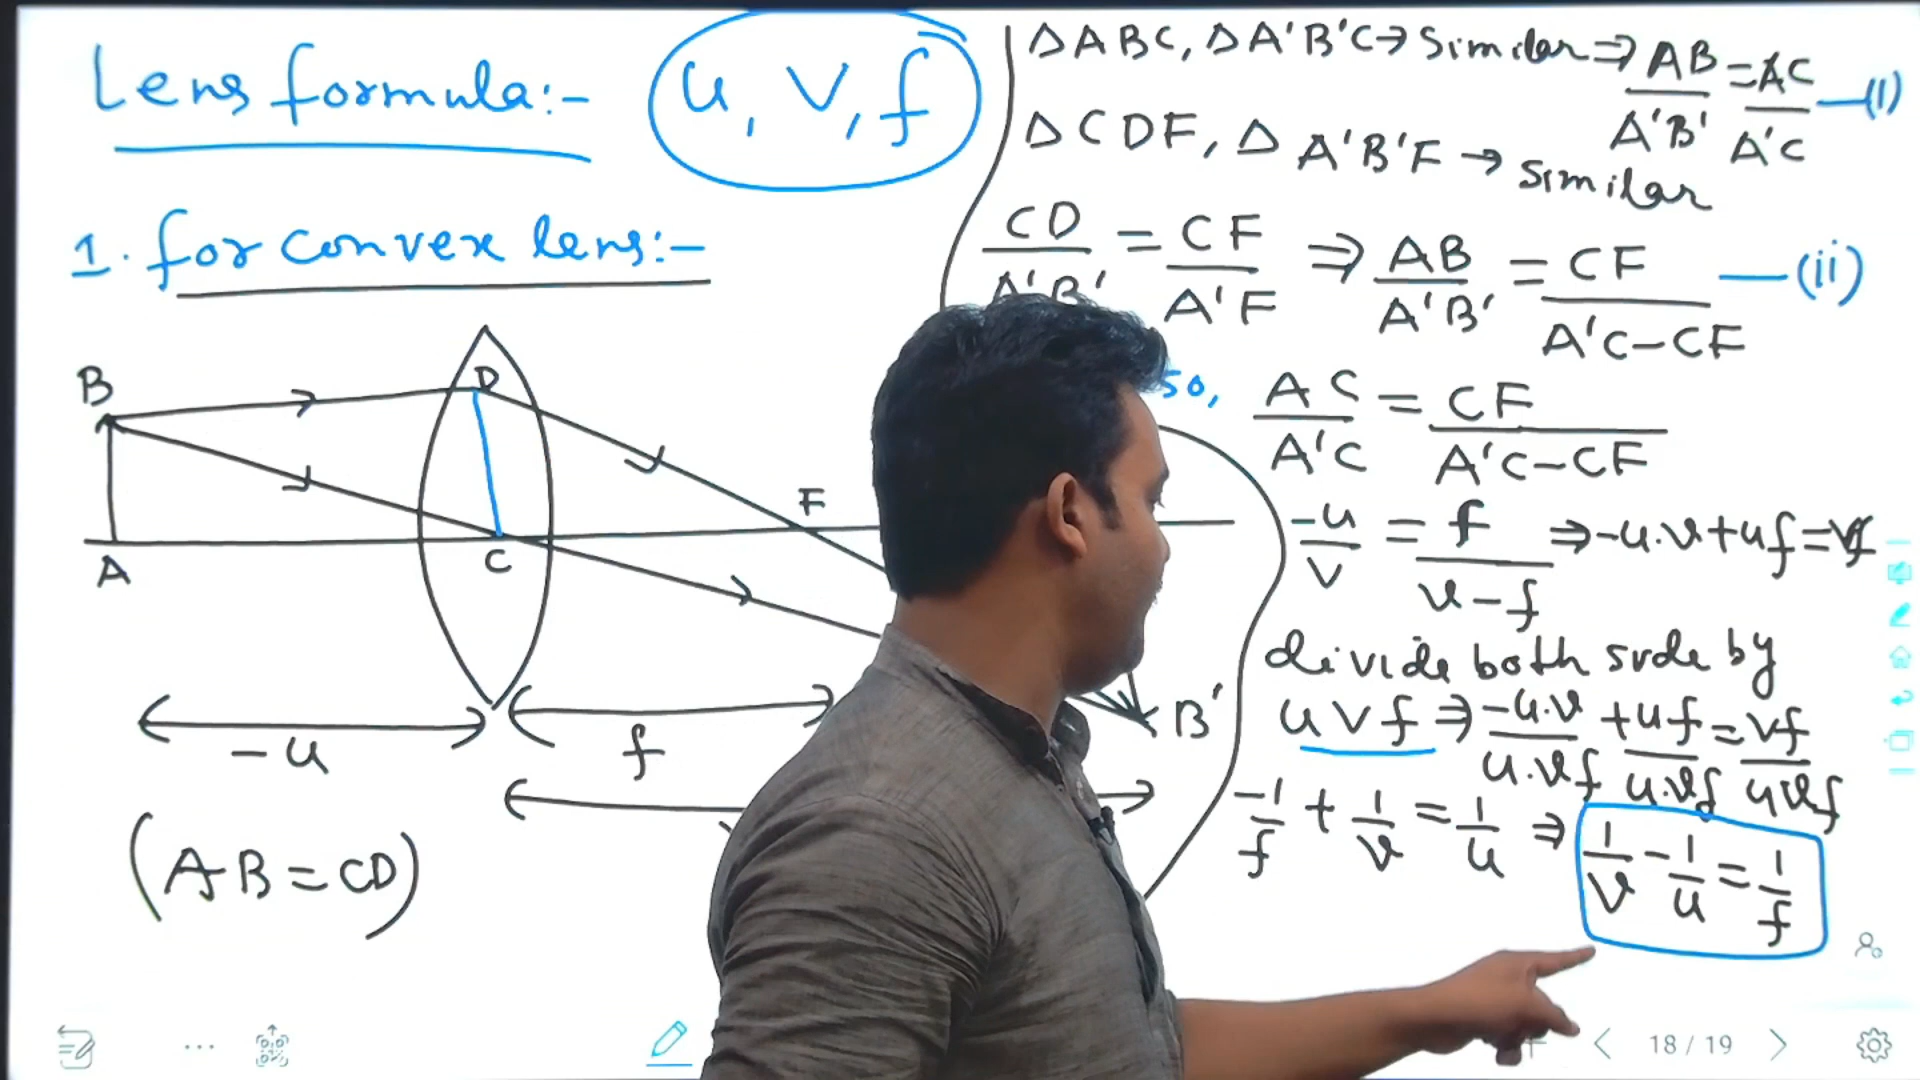 Lens formula:-
u, v, f
1. for convex lens:-
B
D
F
A
C
B'
-u
f
(AB = CD)
ΔABC, ΔA'B'C → Similar ⇒ AB/A'B' = AC/A'C —(i)
ΔCDF, ΔA'B'F → Similar
CD/A'B' = CF/A'F ⇒ AB/A'B' = CF/A'C-CF —(ii)
so, AC/A'C = CF/A'C-CF
-u/v = f/v-f ⇒ -u.v+uf=vf
divide both side by
uvf ⇒ -u.v/u.vf + uf/u.vf = vf/uvf
-1/f + 1/v = 1/u ⇒ 1/v - 1/u = 1/f
18 / 19